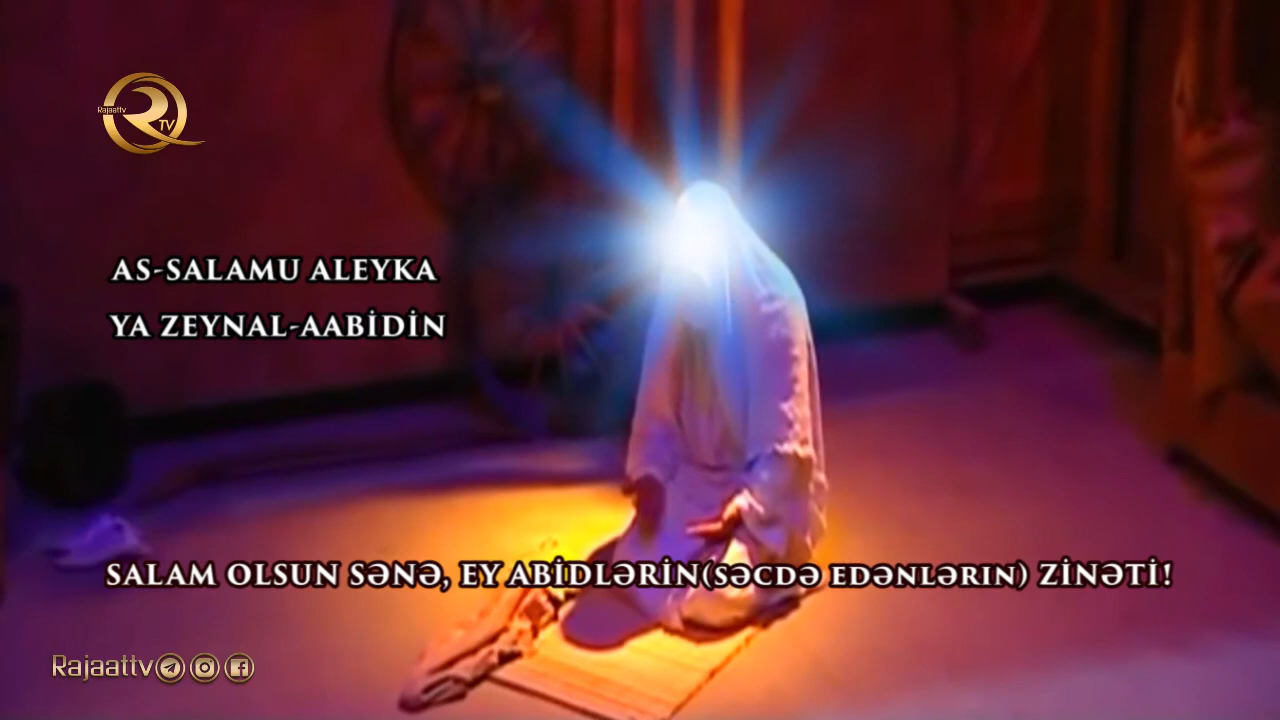 Rajaattv
TV
AS-SALAMU ALEYKA
YA ZEYNAL-AABİDİN
SALAM OLSUN SƏNƏ, EY ABİDLƏRİN(SƏCDƏ EDƏNLƏRIN) ZİNƏTİ!
Rajaattv